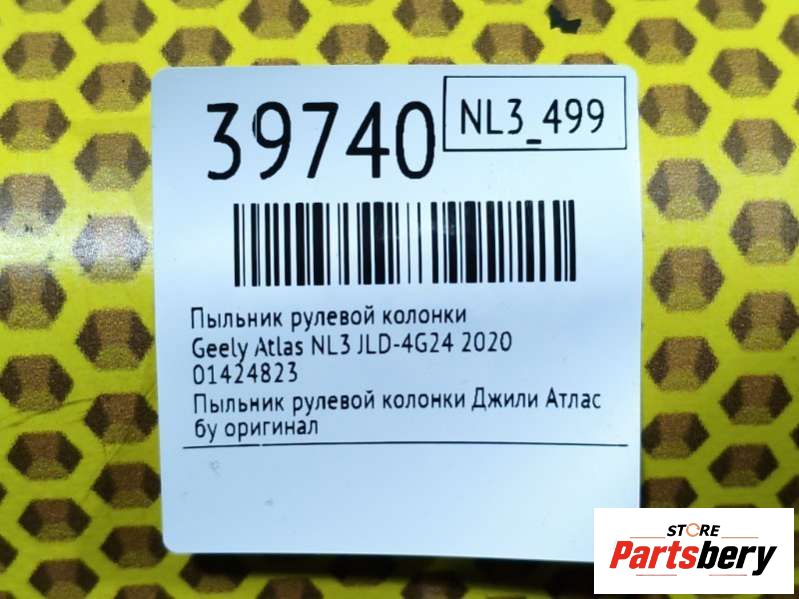 39740
NL3_499
Пыльник рулевой колонки
Geely Atlas NL3 JLD-4G24 2020
01424823
Пыльник рулевой колонки Джили Атлас
бу оригинал
STORE
Partsbery